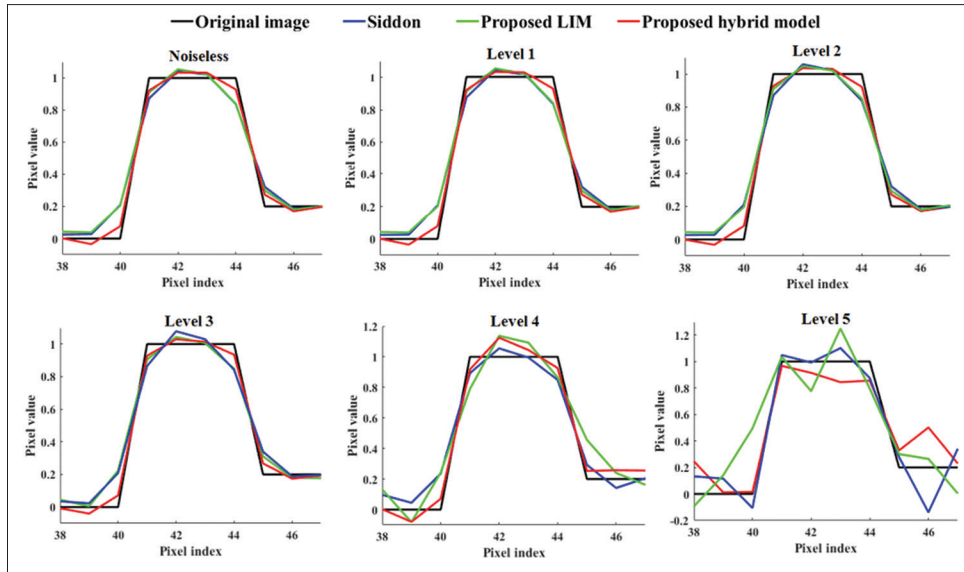 Original image Siddon Proposed LIM Proposed hybrid model
Noiseless
Pixel value
1
0.8
0.6
0.4
0.2
0
38 40 42 44 46
Pixel index
Level 1
Pixel value
1
0.8
0.6
0.4
0.2
0
38 40 42 44 46
Pixel index
Level 2
Pixel value
1
0.8
0.6
0.4
0.2
0
38 40 42 44 46
Pixel index
Level 3
Pixel value
1
0.8
0.6
0.4
0.2
0
38 40 42 44 46
Pixel index
Level 4
Pixel value
1.2
1
0.8
0.6
0.4
0.2
0
38 40 42 44 46
Pixel index
Level 5
Pixel value
1.2
1
0.8
0.6
0.4
0.2
0
-0.2
38 40 42 44 46
Pixel index